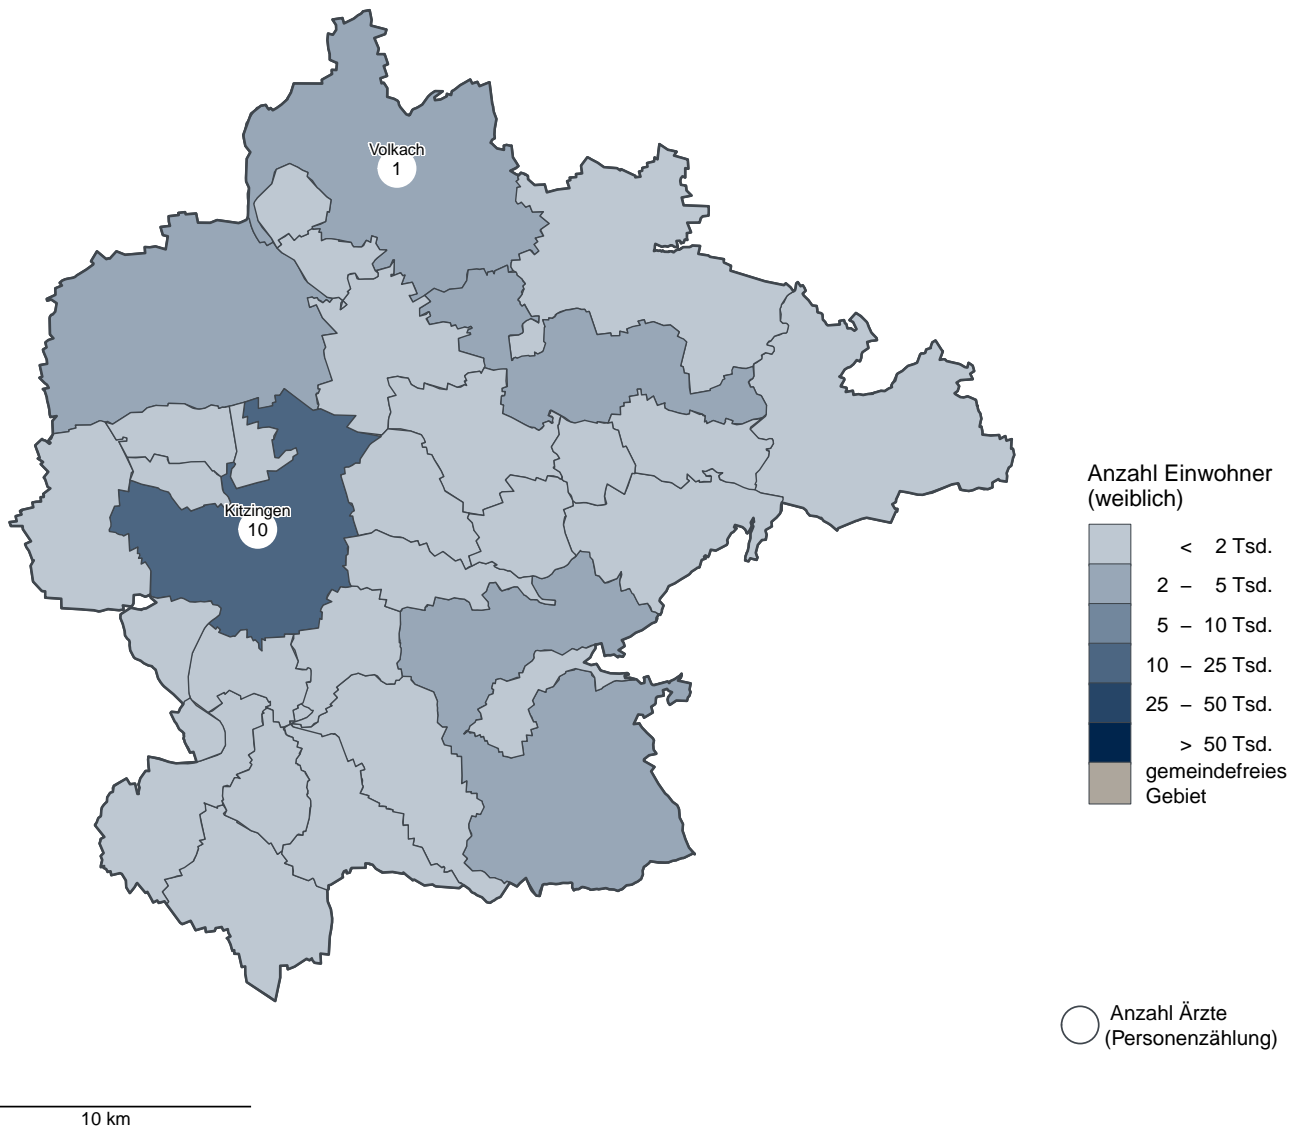 Volkach
1
Kitzingen
10
Anzahl Einwohner
(weiblich)
< 2 Tsd.
2 – 5 Tsd.
5 – 10 Tsd.
10 – 25 Tsd.
25 – 50 Tsd.
> 50 Tsd.
gemeindefreies
Gebiet
Anzahl Ärzte
(Personenzählung)
10 km